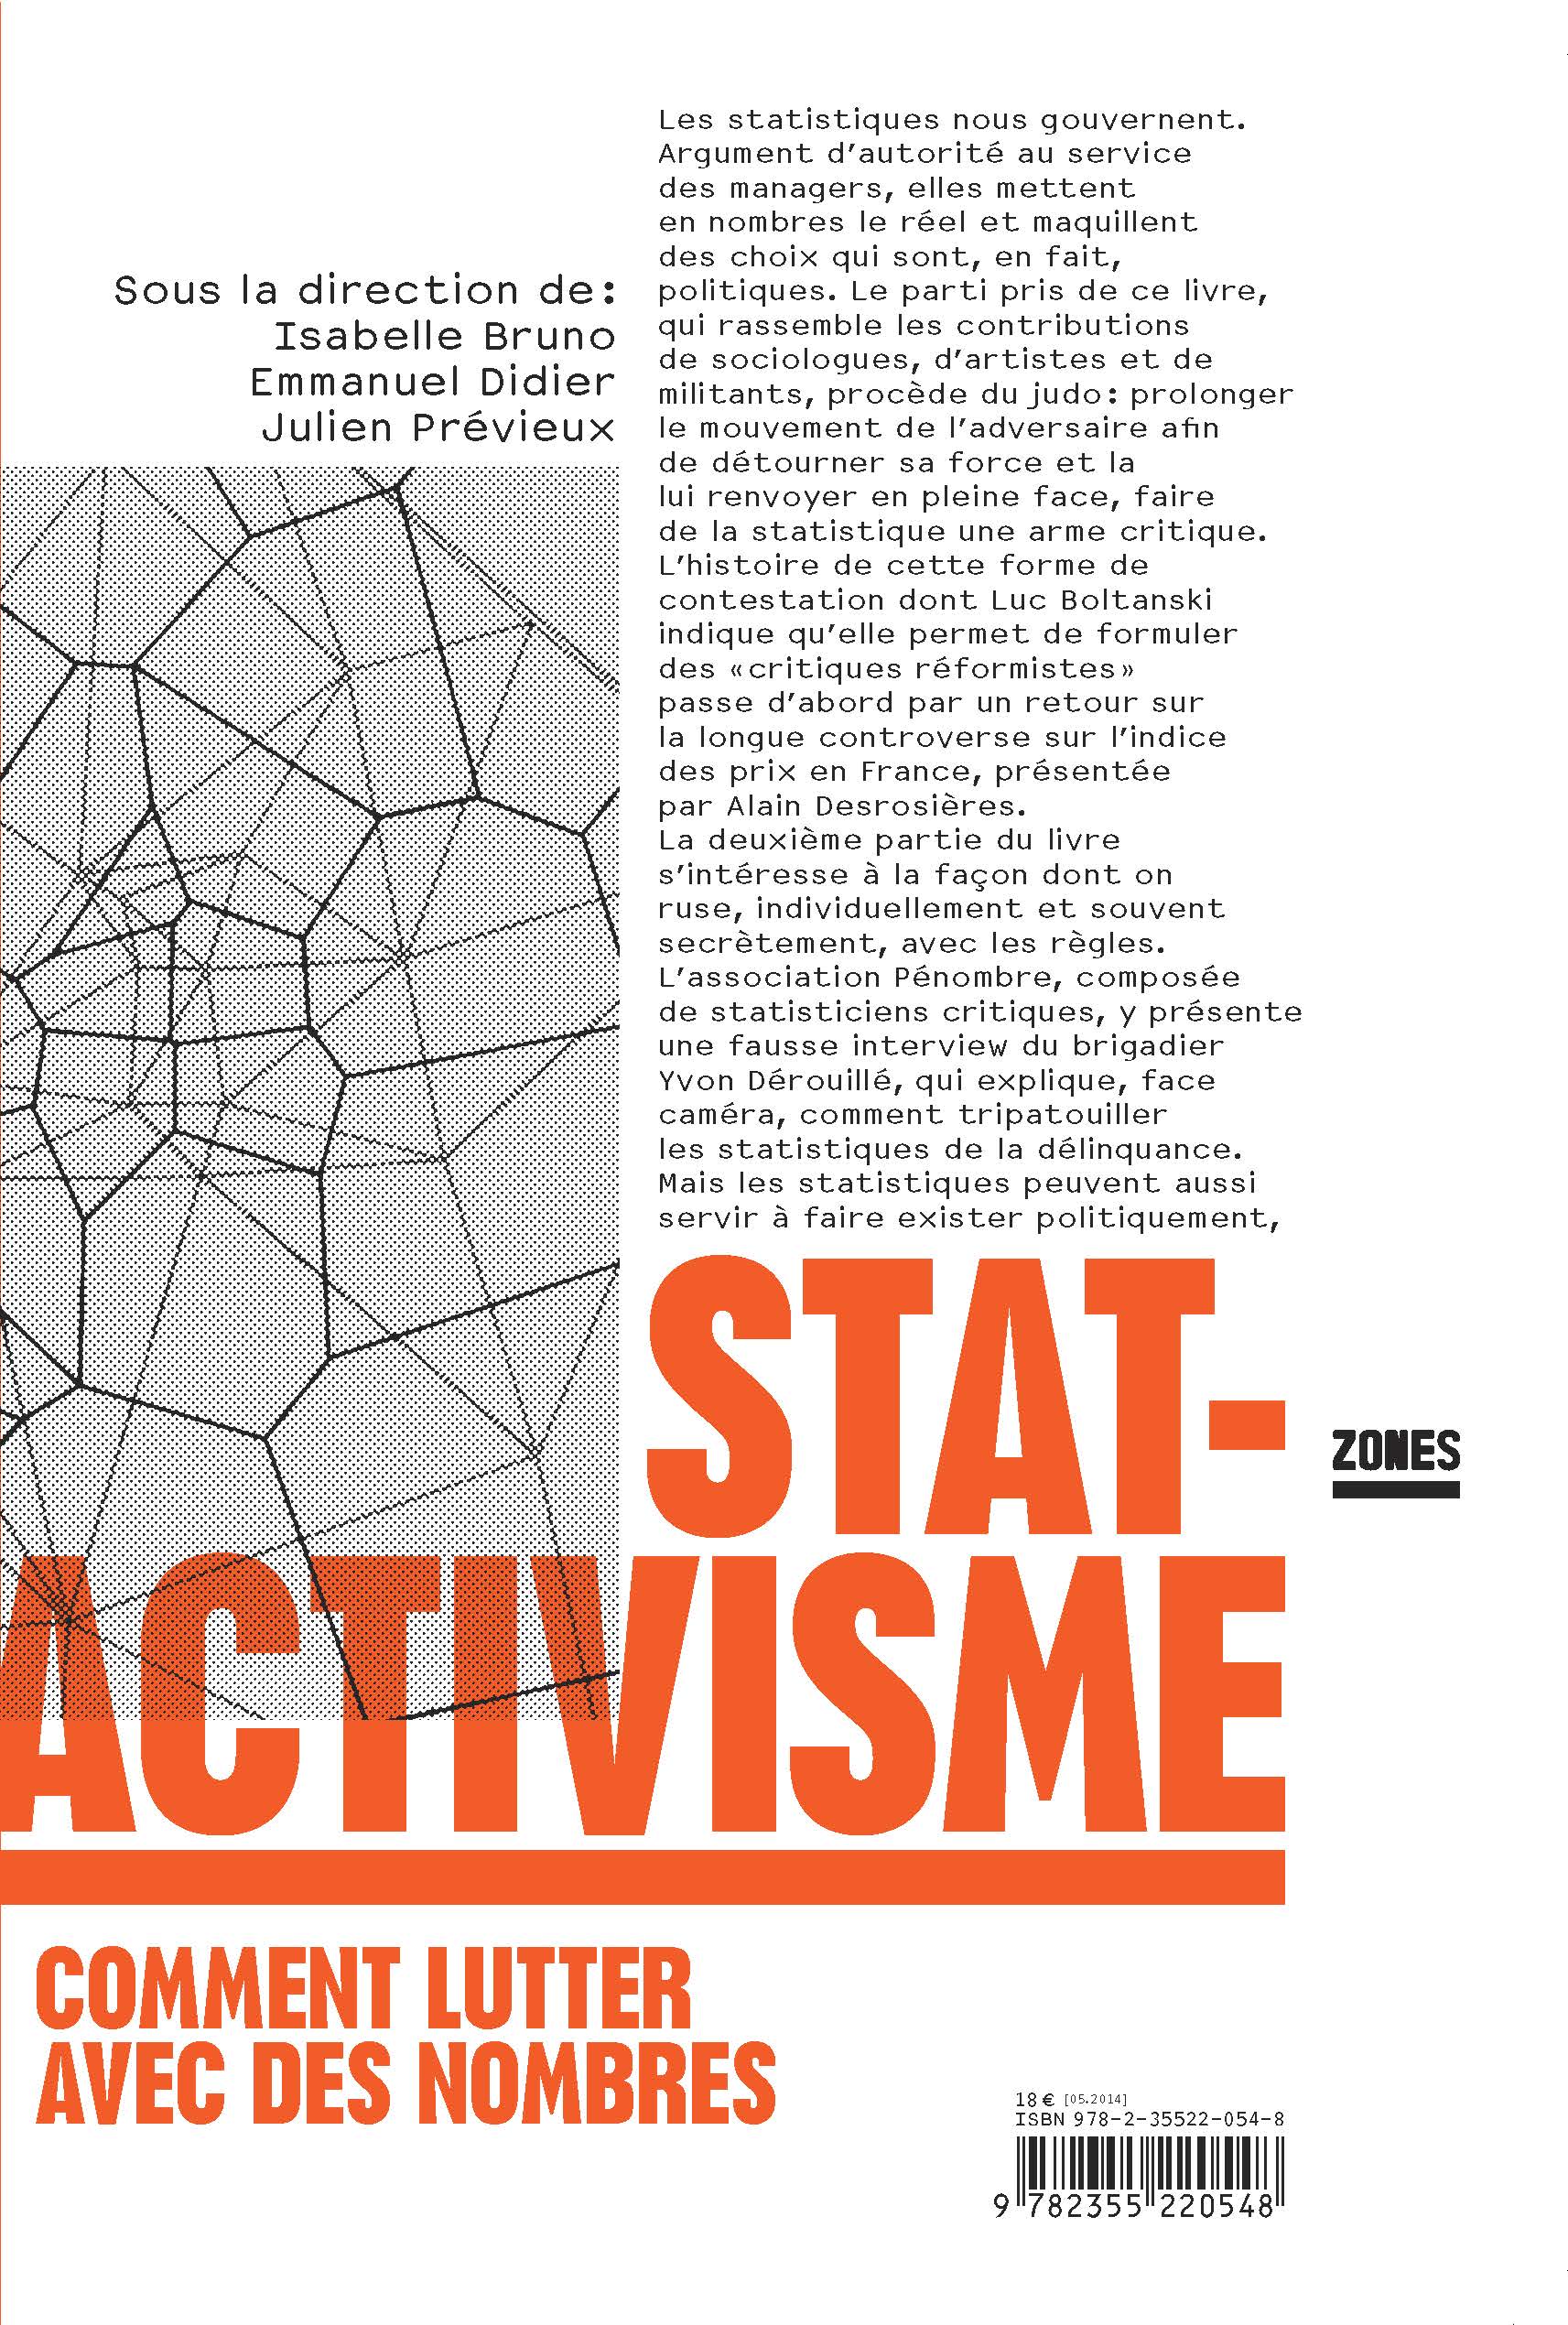 Sous la direction de:
Isabelle Bruno
Emmanuel Didier
Julien Prévieux
Les statistiques nous gouvernent.
Argument d’autorité au service
des managers, elles mettent
en nombres le réel et maquillent
des choix qui sont, en fait,
politiques. Le parti pris de ce livre,
qui rassemble les contributions
de sociologues, d’artistes et de
militants, procède du judo: prolonger
le mouvement de l’adversaire afin
de détourner sa force et la
lui renvoyer en pleine face, faire
de la statistique une arme critique.
L’histoire de cette forme de
contestation dont Luc Boltanski
indique qu’elle permet de formuler
des «critiques réformistes»
passe d’abord par un retour sur
la longue controverse sur l’indice
des prix en France, présentée
par Alain Desrosières.
La deuxième partie du livre
s’intéresse à la façon dont on
ruse, individuellement et souvent
secrètement, avec les règles.
L’association Pénombre, composée
de statisticiens critiques, y présente
une fausse interview du brigadier
Yvon Dérouillé, qui explique, face
caméra, comment tripatouiller
les statistiques de la délinquance.
Mais les statistiques peuvent aussi
servir à faire exister politiquement,
STAT-
ACTIVISME
ZONES
COMMENT LUTTER
AVEC DES NOMBRES
18 € [05.2014]
ISBN 978-2-35522-054-8
9 782355 220548